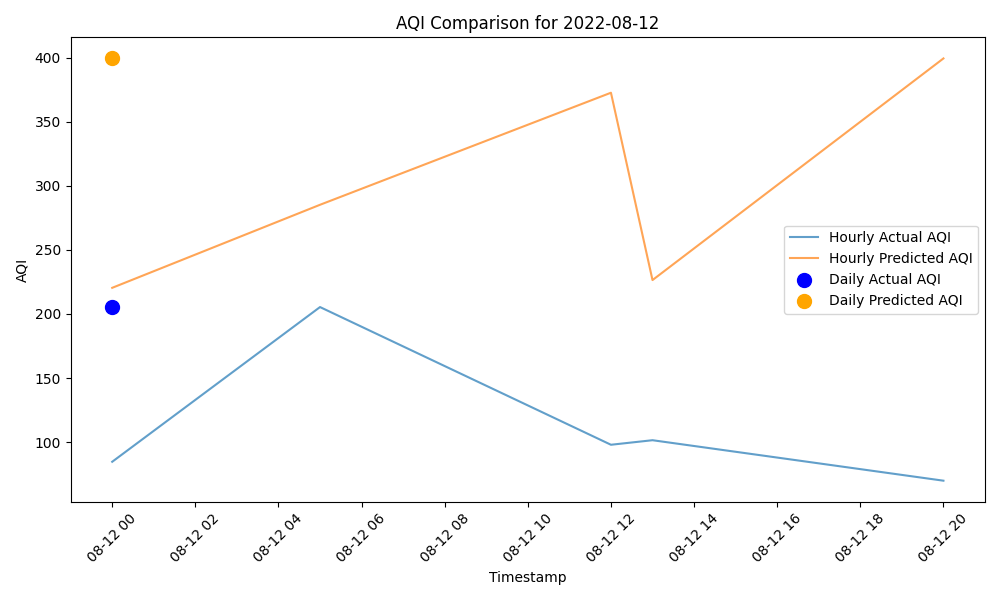 AQI Comparison for 2022-08-12
AQI
400
350
300
250
200
150
100
Hourly Actual AQI
Hourly Predicted AQI
Daily Actual AQI
Daily Predicted AQI
08-12 00
08-12 02
08-12 04
08-12 06
08-12 08
08-12 10
08-12 12
08-12 14
08-12 16
08-12 18
08-12 20
Timestamp